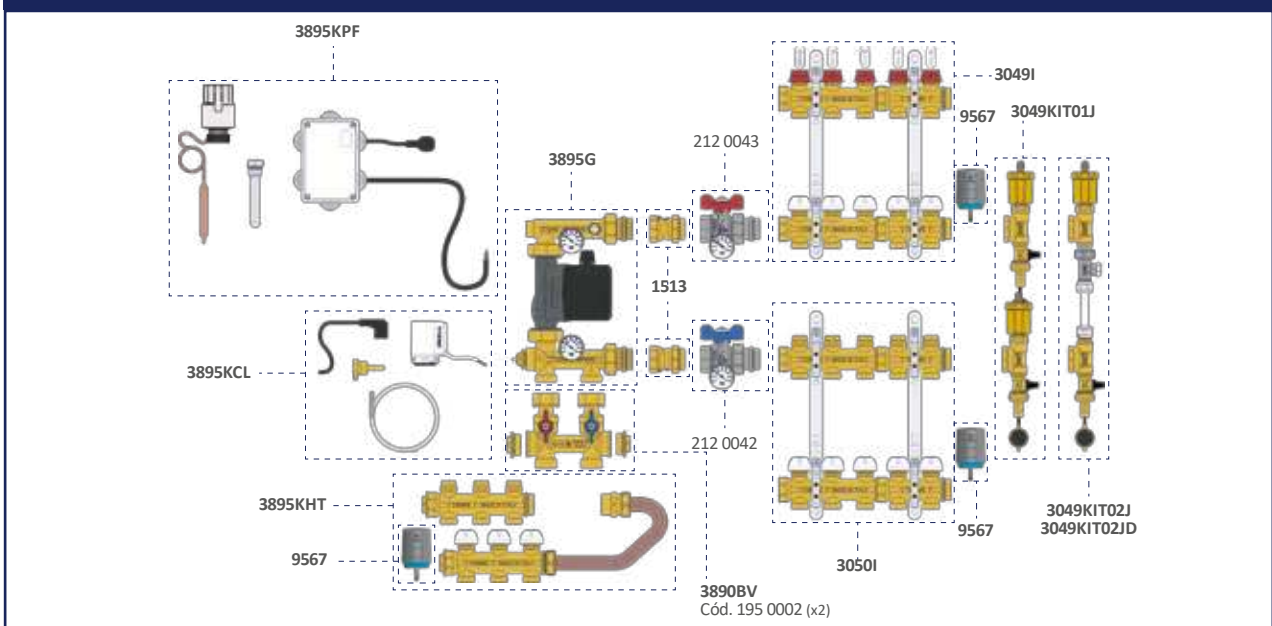 3895KPF
3049I
9567
3049KIT01J
212 0043
3895G
1513
3895KCL
212 0042
3895KHT
9567
3049KIT02J
3049KIT02JD
9567
3050I
3890BV
Cód. 195 0002 (x2)